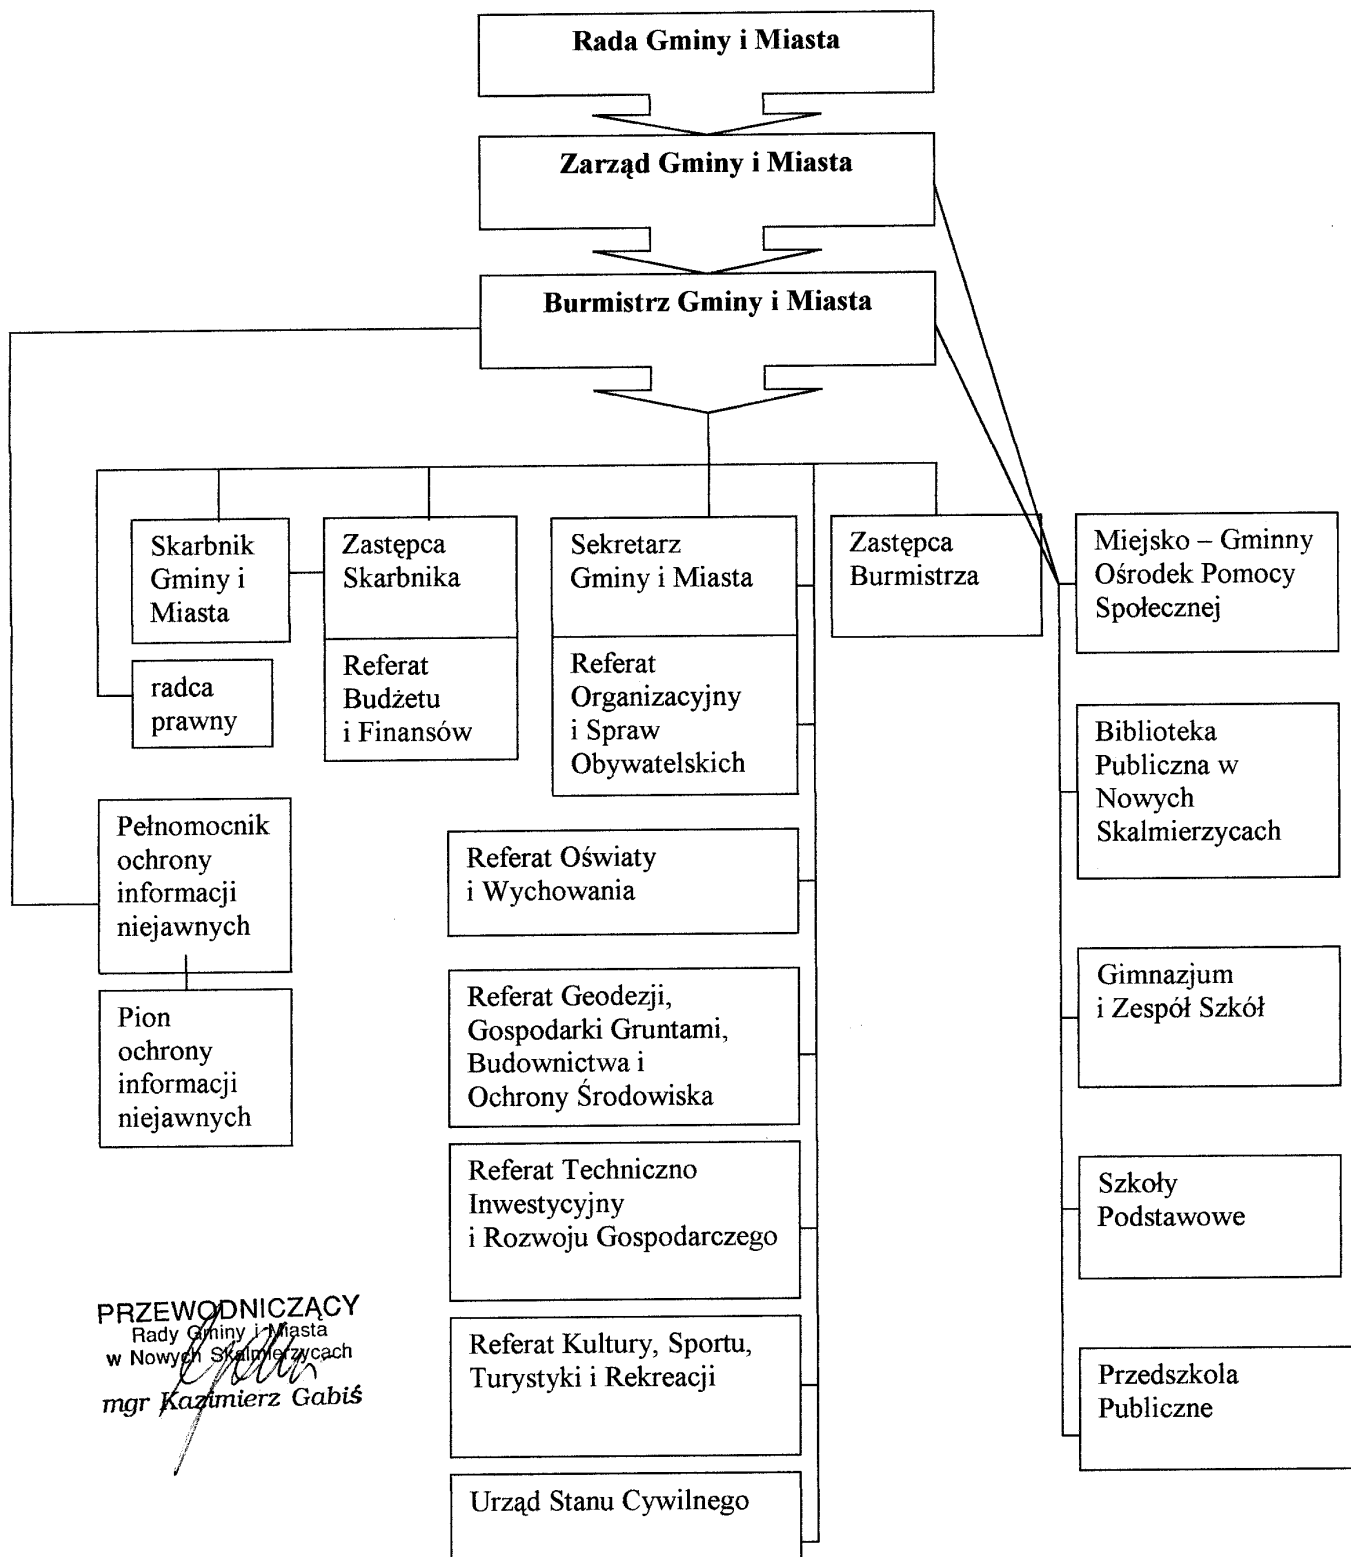 Rada Gminy i Miasta
Zarząd Gminy i Miasta
Burmistrz Gminy i Miasta
Skarbnik
Gminy i
Miasta
Zastępca
Skarbnika
Sekretarz
Gminy i Miasta
Zastępca
Burmistrza
Miejsko – Gminny
Ośrodek Pomocy
Społecznej
radca
prawny
Referat
Budżetu
i Finansów
Referat
Organizacyjny
i Spraw
Obywatelskich
Biblioteka
Publiczna w
Nowych
Skalmierzycach
Pełnomocnik
ochrony
informacji
niejawnych
Referat Oświaty
i Wychowania
Gimnazjum
i Zespół Szkół
Pion
ochrony
informacji
niejawnych
Referat Geodezji,
Gospodarki Gruntami,
Budownictwa i
Ochrony Środowiska
Referat Techniczno
Inwestycyjny
i Rozwoju Gospodarczego
Szkoły
Podstawowe
PRZEWODNICZĄCY
Rady Gminy i Miasta
w Nowych Skalmierzycach
mgr Kazimierz Gabiś
Referat Kultury, Sportu,
Turystyki i Rekreacji
Przedszkola
Publiczne
Urząd Stanu Cywilnego